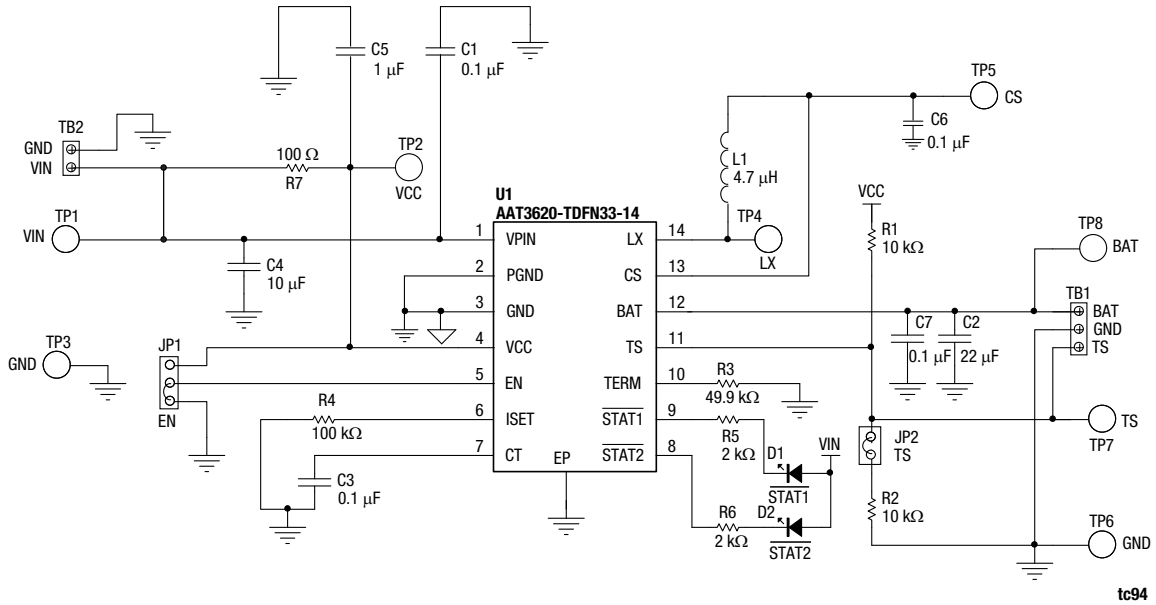 C5
1 μF
C1
0.1 μF
TP5
CS
C6
0.1 μF
TB2
GND
VIN
100 Ω
R7
TP2
VCC
L1
4.7 μH
U1
AAT3620-TDFN33-14
TP4
LX
VCC
R1
10 kΩ
TP8
BAT
TP1
VIN
C4
10 μF
1 VPIN
2 PGND
3 GND
4 VCC
5 EN
6 ISET
7 CT
EP
LX 14
CS 13
BAT 12
TS 11
TERM 10
STAT1 9
STAT2 8
TB1
BAT
GND
TS
C7
0.1 μF
C2
22 μF
TP3
GND
JP1
EN
R4
100 kΩ
C3
0.1 μF
R3
49.9 kΩ
R5
2 kΩ
D1
STAT1
VIN
R6
2 kΩ
D2
STAT2
JP2
TS
TS
TP7
R2
10 kΩ
TP6
GND
tc94